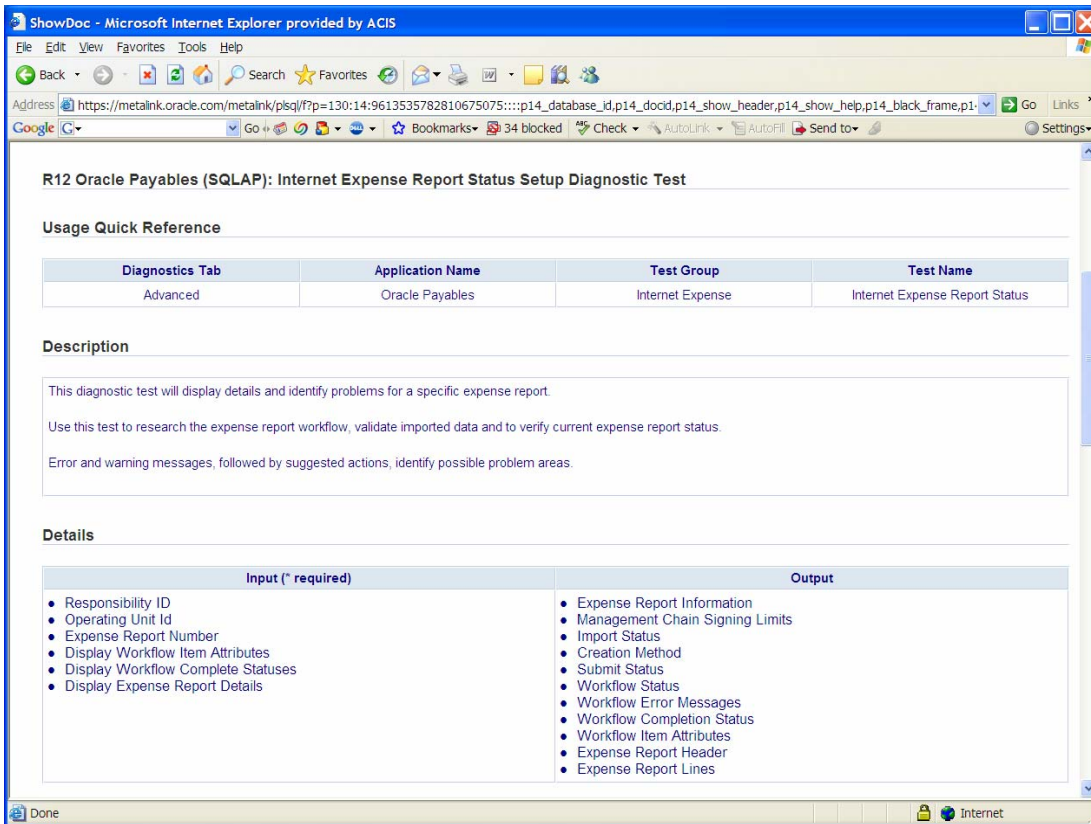 ShowDoc - Microsoft Internet Explorer provided by ACIS
File Edit View Favorites Tools Help
Back Search Favorites
Address https://metalink.oracle.com/metalink/plsql/f?p=130:14:9613535782810675075::::p14_database_id,p14_docid,p14_show_header,p14_show_help,p14_black_frame,p1 Go Links
Google G Go Bookmarks 34 blocked Check AutoLink AutoFill Send to Settings
R12 Oracle Payables (SQLAP): Internet Expense Report Status Setup Diagnostic Test
Usage Quick Reference
Diagnostics Tab Application Name Test Group Test Name
Advanced Oracle Payables Internet Expense Internet Expense Report Status
Description
This diagnostic test will display details and identify problems for a specific expense report.
Use this test to research the expense report workflow, validate imported data and to verify current expense report status.
Error and warning messages, followed by suggested actions, identify possible problem areas.
Details
Input (* required) Output
• Responsibility ID
• Operating Unit Id
• Expense Report Number
• Display Workflow Item Attributes
• Display Workflow Complete Statuses
• Display Expense Report Details
• Expense Report Information
• Management Chain Signing Limits
• Import Status
• Creation Method
• Submit Status
• Workflow Status
• Workflow Error Messages
• Workflow Completion Status
• Workflow Item Attributes
• Expense Report Header
• Expense Report Lines
Done Internet